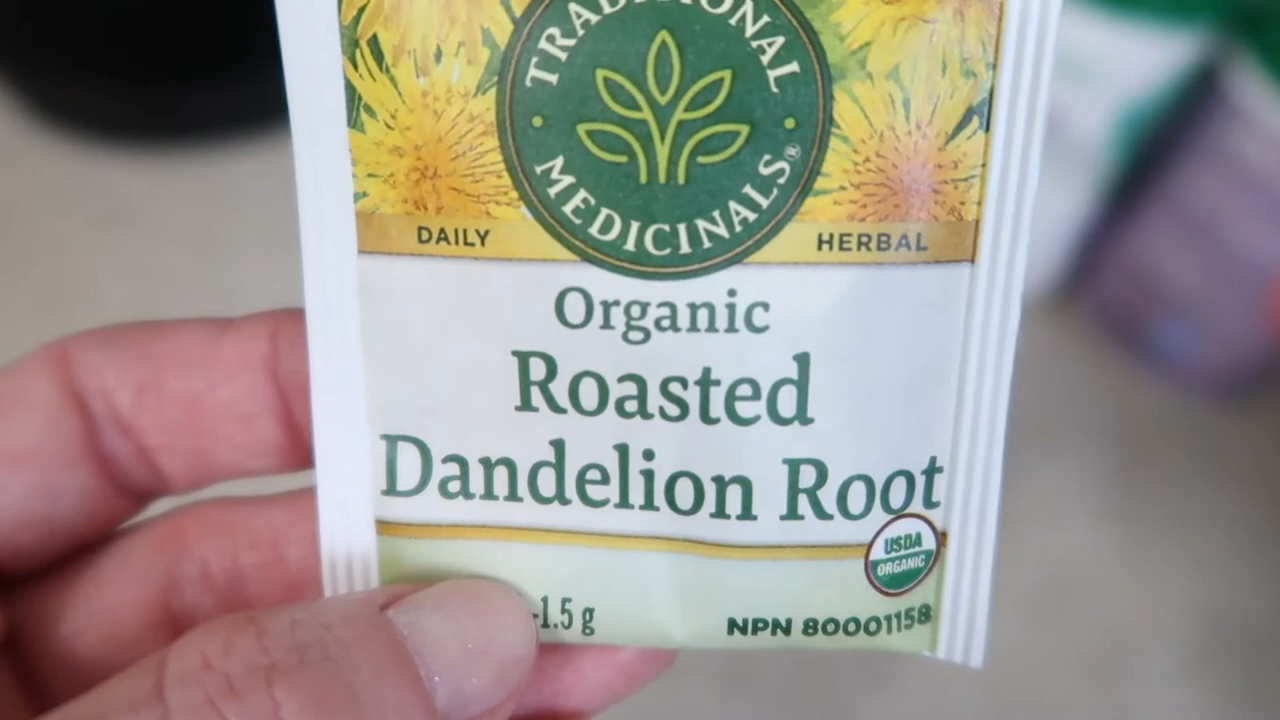 TRADITIONAL
MEDICINALS®
DAILY
HERBAL
Organic
Roasted
Dandelion Root
USDA
ORGANIC
1.5 g
NPN 80001158